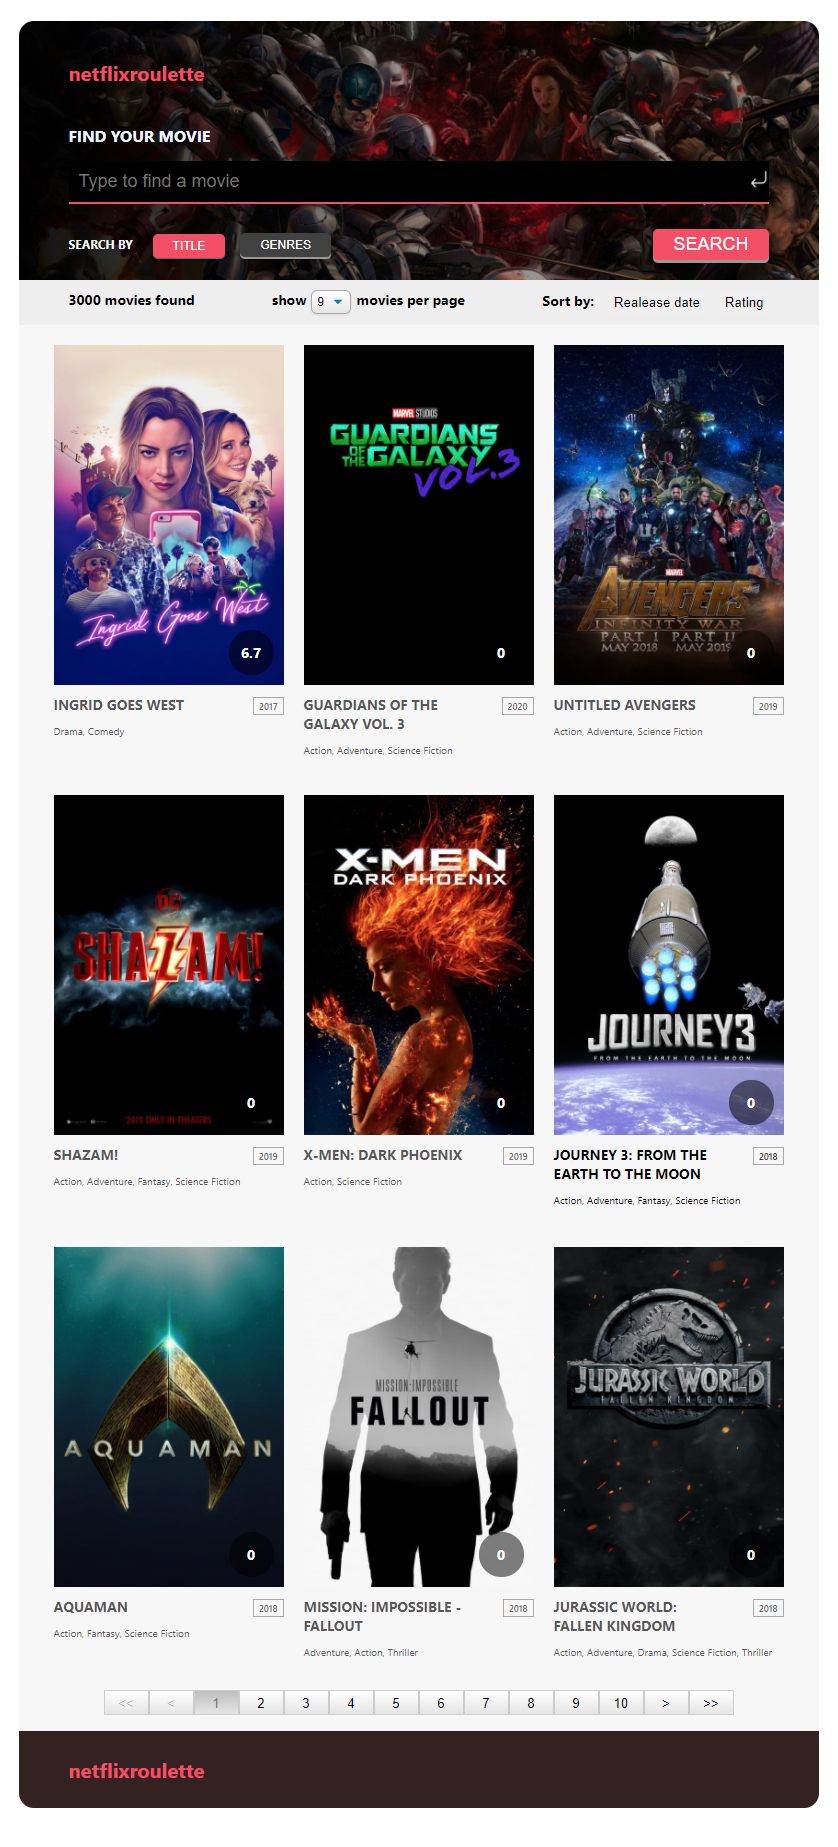 netflixroulette
FIND YOUR MOVIE
Type to find a movie
SEARCH BY TITLE GENRES SEARCH
3000 movies found show 9 movies per page Sort by: Realease date Rating
Ingrid Goes West
6.7
MARVEL STUDIOS
GUARDIANS
OF THE GALAXY
VOL.3
0
MARVEL
AVENGERS
INFINITY WAR
PART I PART II
MAY 2018 MAY 2019
0
INGRID GOES WEST 2017
Drama, Comedy
GUARDIANS OF THE 2020
GALAXY VOL. 3
Action, Adventure, Science Fiction
UNTITLED AVENGERS 2019
Action, Adventure, Science Fiction
DC
SHAZAM!
2019 ONLY IN THEATERS
0
X-MEN
DARK PHOENIX
0
JOURNEY3
FROM THE EARTH TO THE MOON
0
SHAZAM! 2019
Action, Adventure, Fantasy, Science Fiction
X-MEN: DARK PHOENIX 2019
Action, Science Fiction
JOURNEY 3: FROM THE 2018
EARTH TO THE MOON
Action, Adventure, Fantasy, Science Fiction
AQUAMAN
0
MISSION:IMPOSSIBLE
FALLOUT
0
JURASSIC WORLD
FALLEN KINGDOM
0
AQUAMAN 2018
Action, Fantasy, Science Fiction
MISSION: IMPOSSIBLE - 2018
FALLOUT
Adventure, Action, Thriller
JURASSIC WORLD: 2018
FALLEN KINGDOM
Action, Adventure, Drama, Science Fiction, Thriller
<< < 1 2 3 4 5 6 7 8 9 10 > >>
netflixroulette